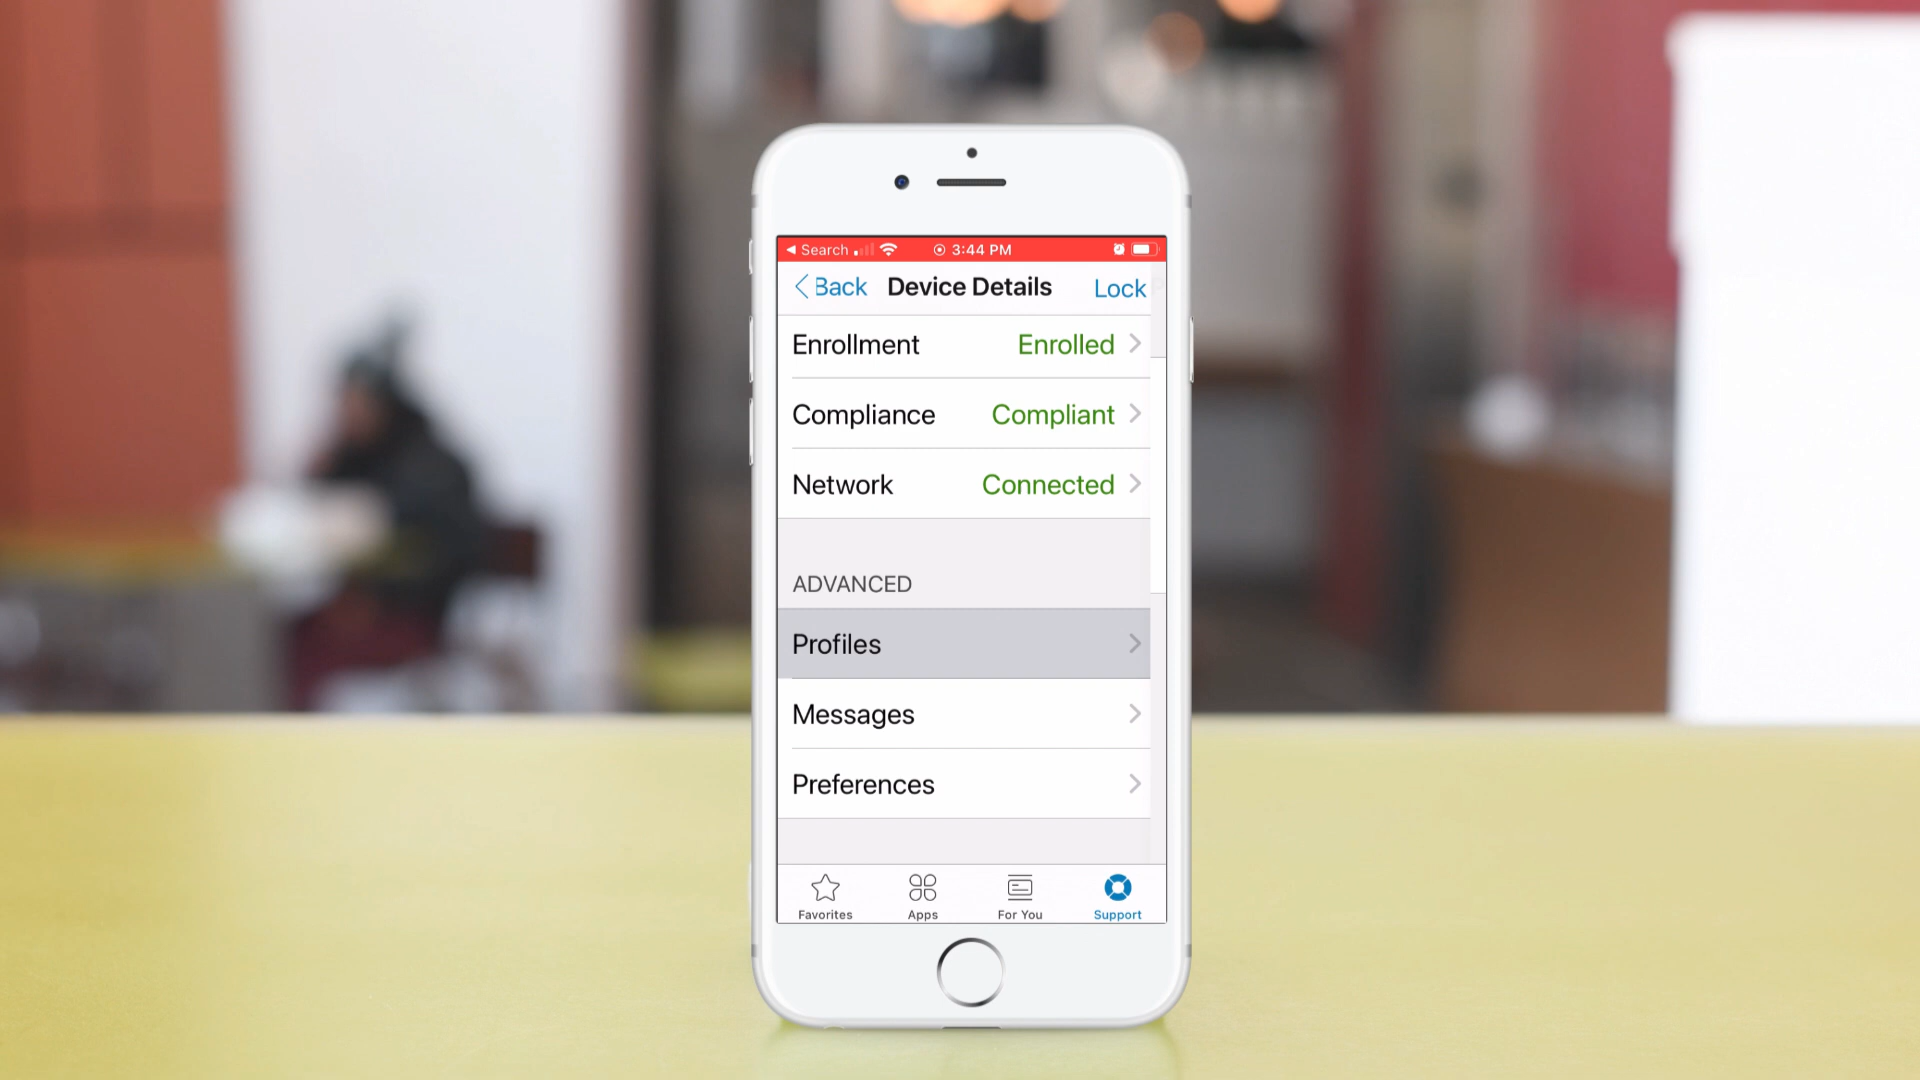 Search 3:44 PM
Back Device Details Lock
Enrollment Enrolled
Compliance Compliant
Network Connected
ADVANCED
Profiles
Messages
Preferences
Favorites Apps For You Support